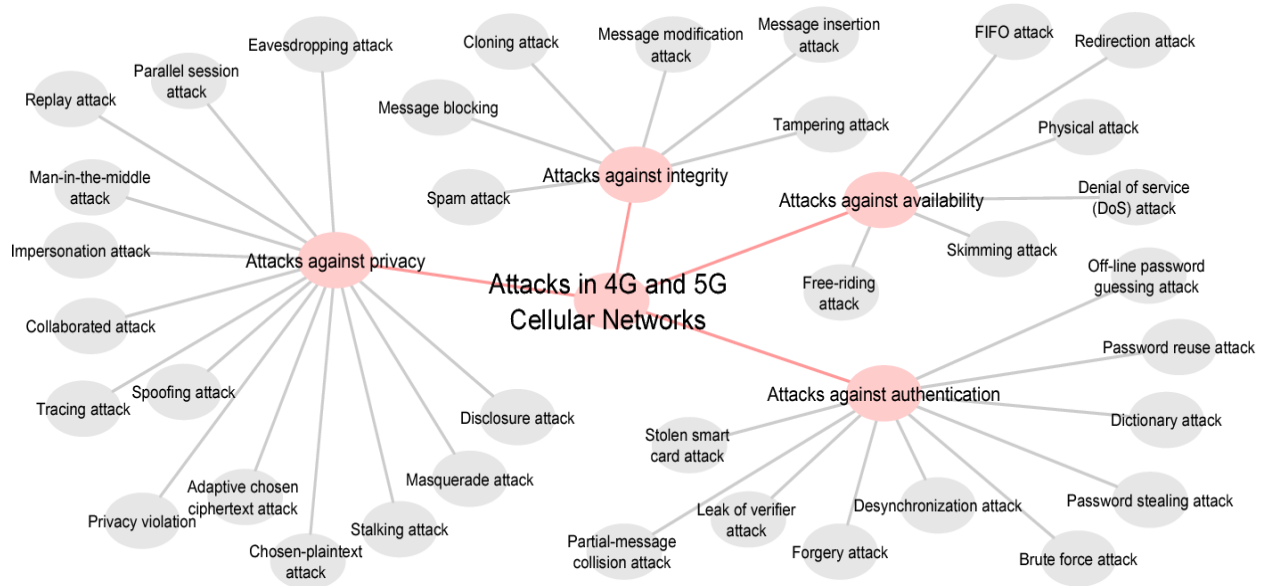 Eavesdropping attack
Parallel session
attack
Replay attack
Man-in-the-middle
attack
Impersonation attack
Collaborated attack
Tracing attack
Spoofing attack
Privacy violation
Adaptive chosen
ciphertext attack
Chosen-plaintext
attack
Stalking attack
Masquerade attack
Disclosure attack
Attacks against privacy
Cloning attack
Message modification
attack
Message insertion
attack
Message blocking
Tampering attack
Spam attack
Attacks against integrity
FIFO attack
Redirection attack
Physical attack
Denial of service
(DoS) attack
Skimming attack
Free-riding
attack
Attacks against availability
Attacks in 4G and 5G
Cellular Networks
Off-line password
guessing attack
Password reuse attack
Dictionary attack
Password stealing attack
Brute force attack
Desynchronization attack
Forgery attack
Leak of verifier
attack
Partial-message
collision attack
Stolen smart
card attack
Attacks against authentication